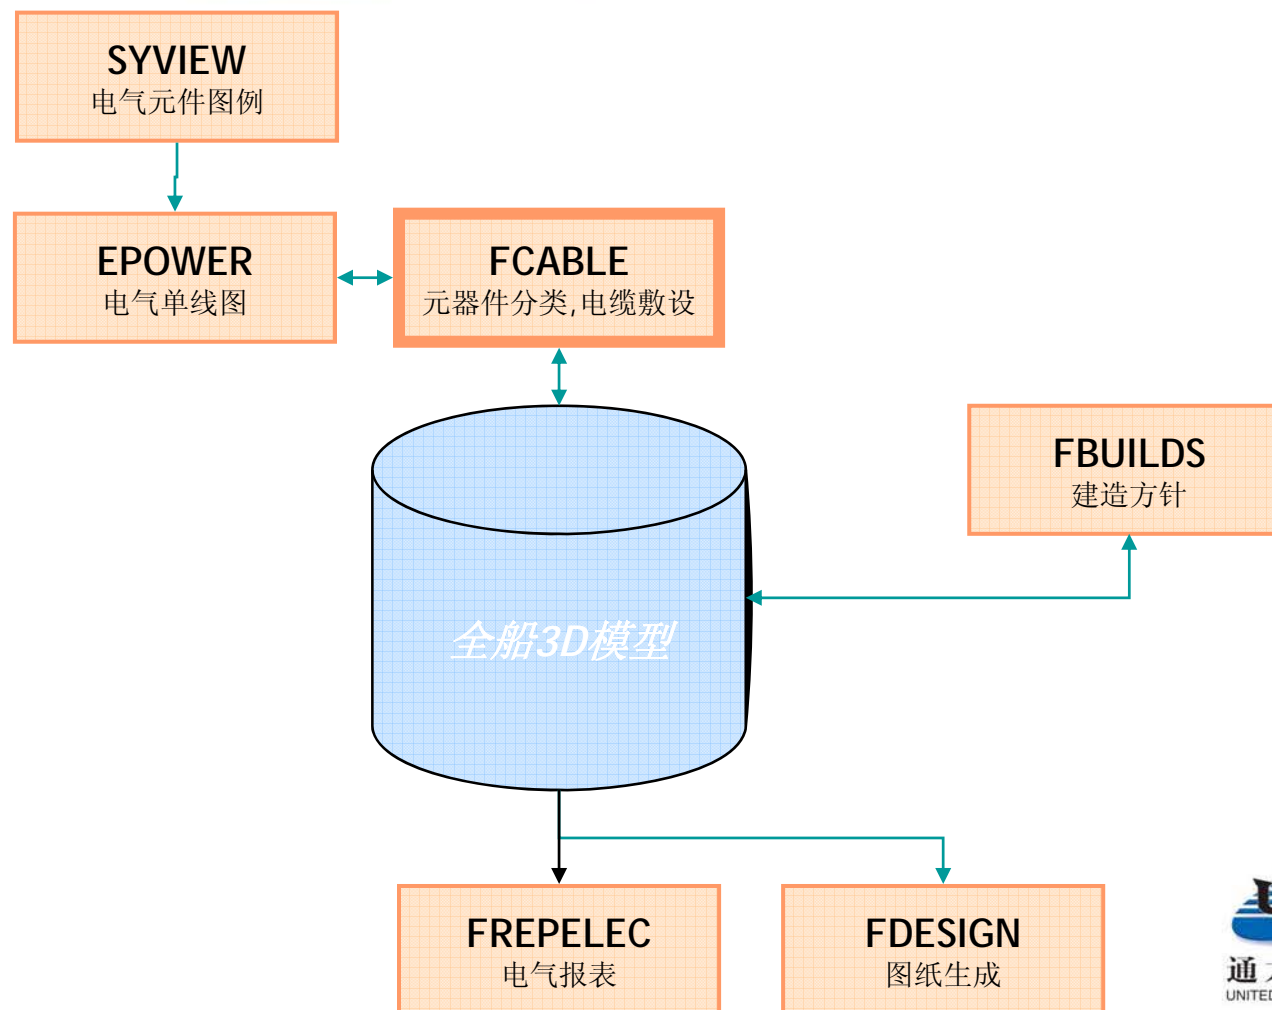 SYVIEW
电气元件图例
EPOWER
电气单线图
FCABLE
元器件分类,电缆敷设
FBUILDS
建造方针
全船3D模型
FREPELEC
电气报表
FDESIGN
图纸生成
通
UNITED